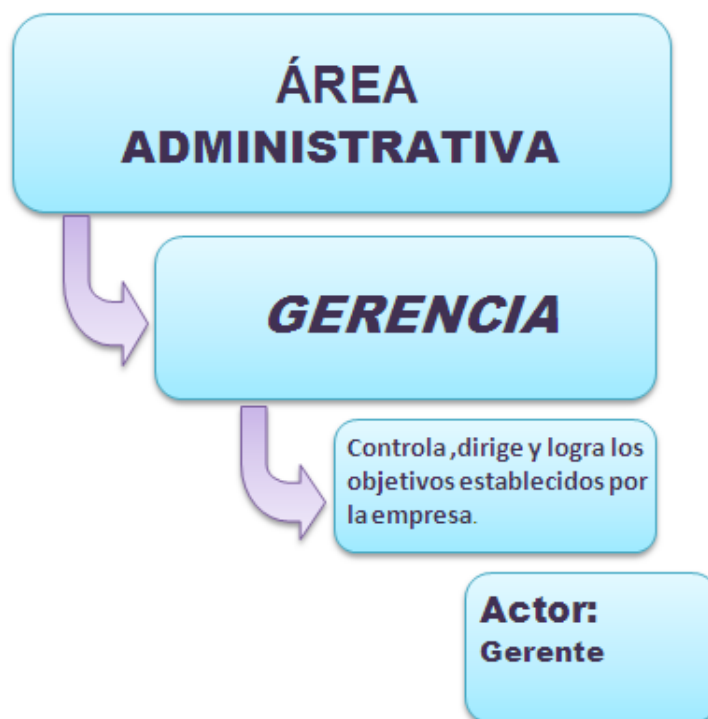 ÁREA
ADMINISTRATIVA
GERENCIA
Controla ,dirige y logra los
objetivos establecidos por
la empresa.
Actor:
Gerente